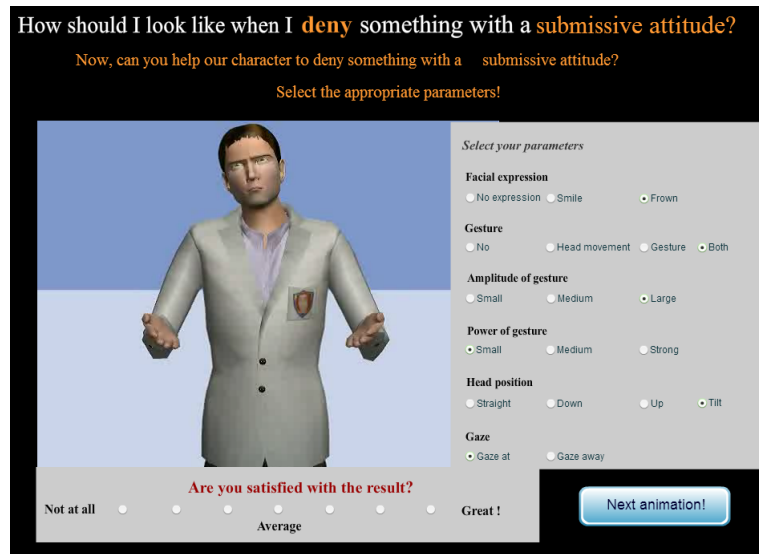 How should I look like when I deny something with a submissive attitude?
Now, can you help our character to deny something with a submissive attitude?
Select the appropriate parameters!
Select your parameters
Facial expression
No expression Smile Frown
Gesture
No Head movement Gesture Both
Amplitude of gesture
Small Medium Large
Power of gesture
Small Medium Strong
Head position
Straight Down Up Tilt
Gaze
Gaze at Gaze away
Are you satisfied with the result?
Not at all Great !
Average
Next animation!